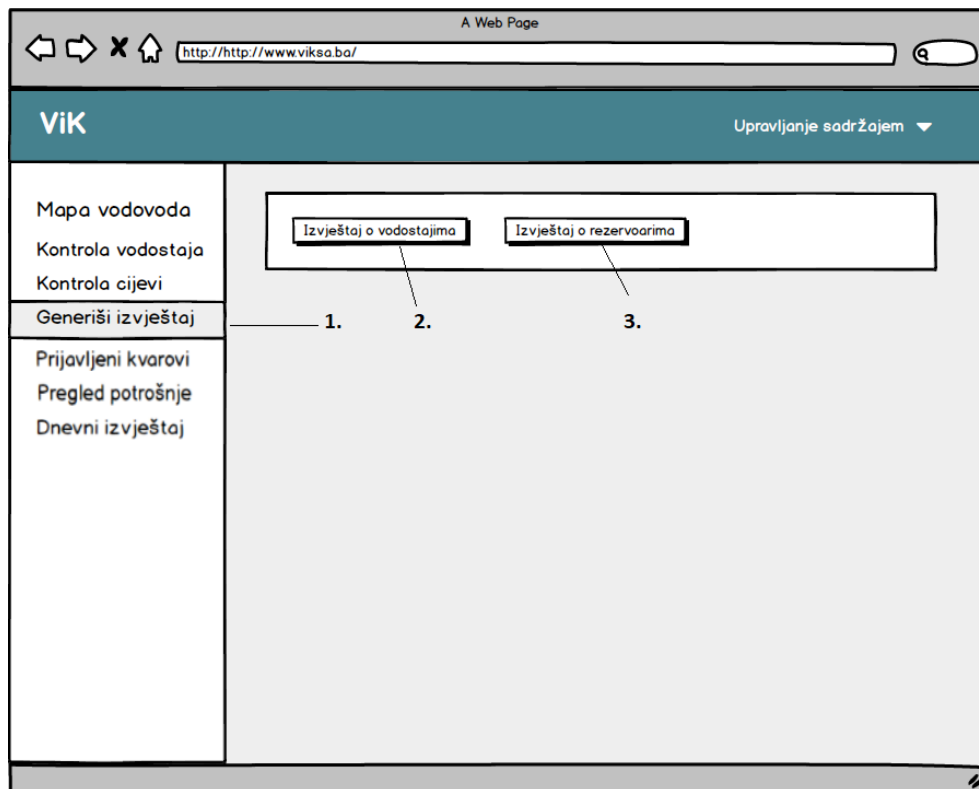 A Web Page
http://http://www.viksa.ba/
ViK
Upravljanje sadržajem
Mapa vodovoda
Kontrola vodostaja
Kontrola cijevi
Generiši izvještaj
Prijavljeni kvarovi
Pregled potrošnje
Dnevni izvještaj
Izvještaj o vodostajima
Izvještaj o rezervoarima
1.
2.
3.